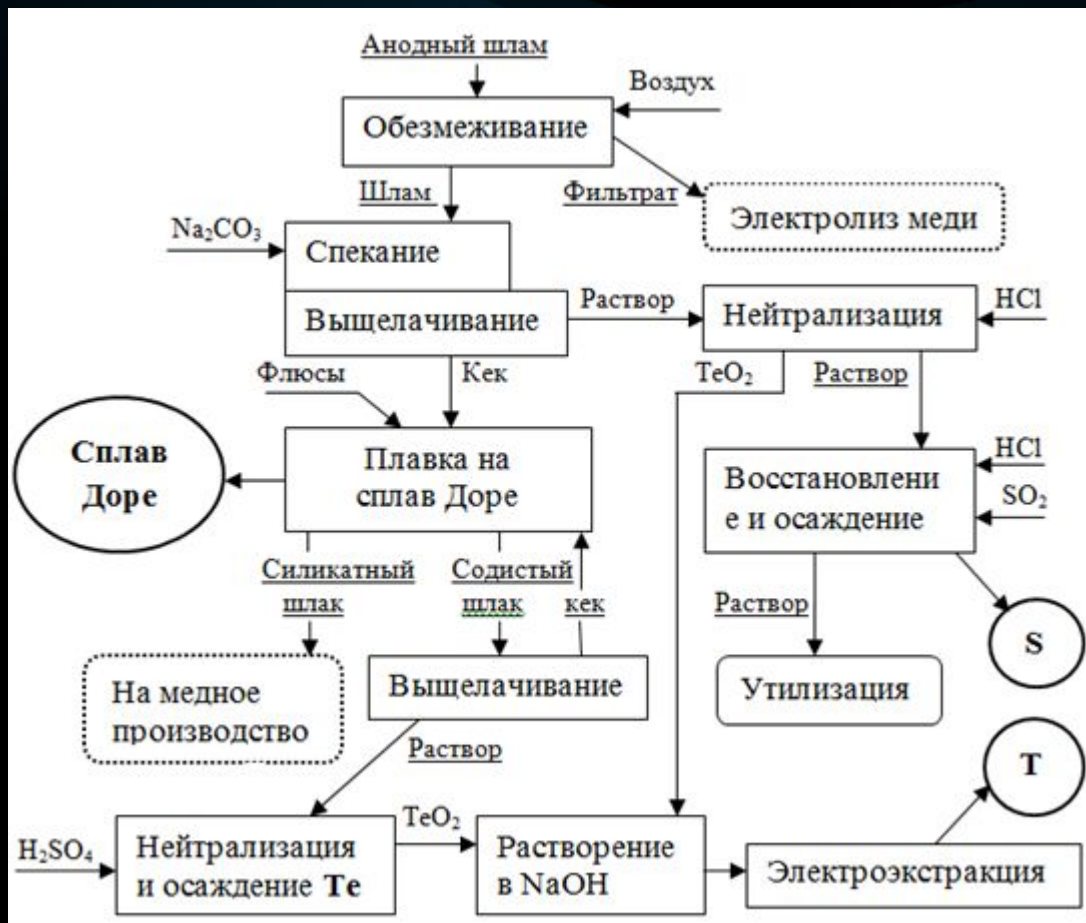 Анодный шлам
Воздух
Обезмеживание
Шлам
Фильтрат
Электролиз меди
Na₂CO₃
Спекание
Выщелачивание
Раствор
Нейтрализация
HCl
Флюсы
Кек
TeO₂
Раствор
Сплав
Доре
Плавка на
сплав Доре
Восстановлени
е и осаждение
HCl
SO₂
Силикатный
шлак
Содистый
шлак
кек
Раствор
S
На медное
производство
Выщелачивание
Утилизация
Раствор
T
H₂SO₄
Нейтрализация
и осаждение Te
TeO₂
Растворение
в NaOH
Электроэкстракция